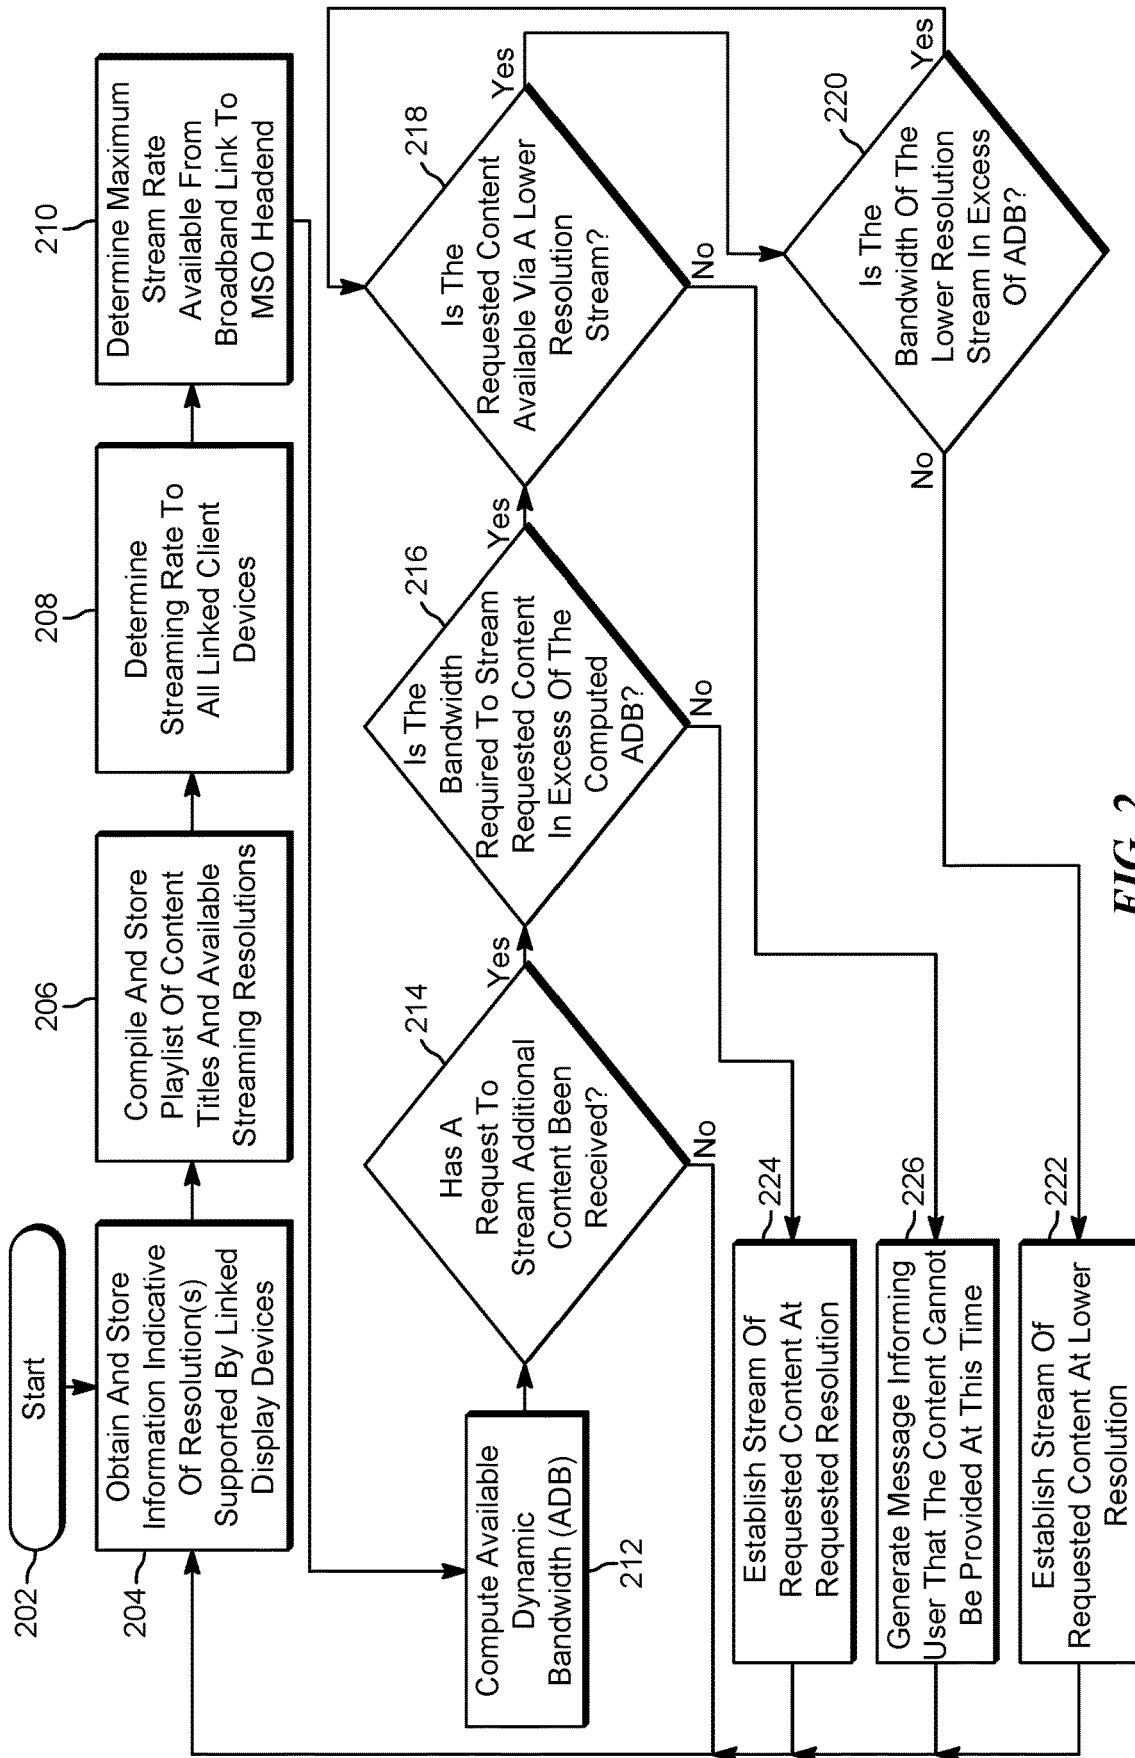 202
Start
204
Obtain And Store
Information Indicative
Of Resolution(s)
Supported By Linked
Display Devices
206
Compile And Store
Playlist Of Content
Titles And Available
Streaming Resolutions
208
Determine
Streaming Rate To
All Linked Client
Devices
210
Determine Maximum
Stream Rate
Available From
Broadband Link To
MSO Headend
Compute Available
Dynamic
Bandwidth (ADB)
212
214
Has A
Request To
Stream Additional
Content Been
Received?
Yes
No
216
Is The
Bandwidth
Required To Stream
Requested Content
In Excess Of The
Computed
ADB?
Yes
No
218
Is The
Requested Content
Available Via A Lower
Resolution
Stream?
Yes
No
220
Is The
Bandwidth Of The
Lower Resolution
Stream In Excess
Of ADB?
Yes
No
224
Establish Stream Of
Requested Content At
Requested Resolution
226
Generate Message Informing
User That The Content Cannot
Be Provided At This Time
222
Establish Stream Of
Requested Content At Lower
Resolution
FIG. 2